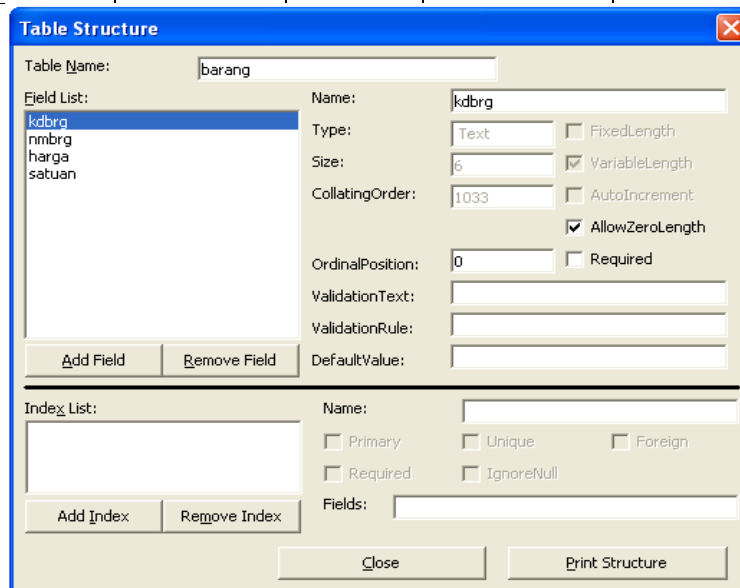 Table Structure
Table Name: barang
Field List:
kdbrg
nmbrg
harga
satuan
Add Field Remove Field
Name: kdbrg
Type: Text FixedLength
Size: 6 VariableLength
CollatingOrder: 1033 AutoIncrement
AllowZeroLength
OrdinalPosition: 0 Required
ValidationText:
ValidationRule:
DefaultValue:
Index List:
Add Index Remove Index
Name:
Primary Unique Foreign
Required IgnoreNull
Fields:
Close Print Structure